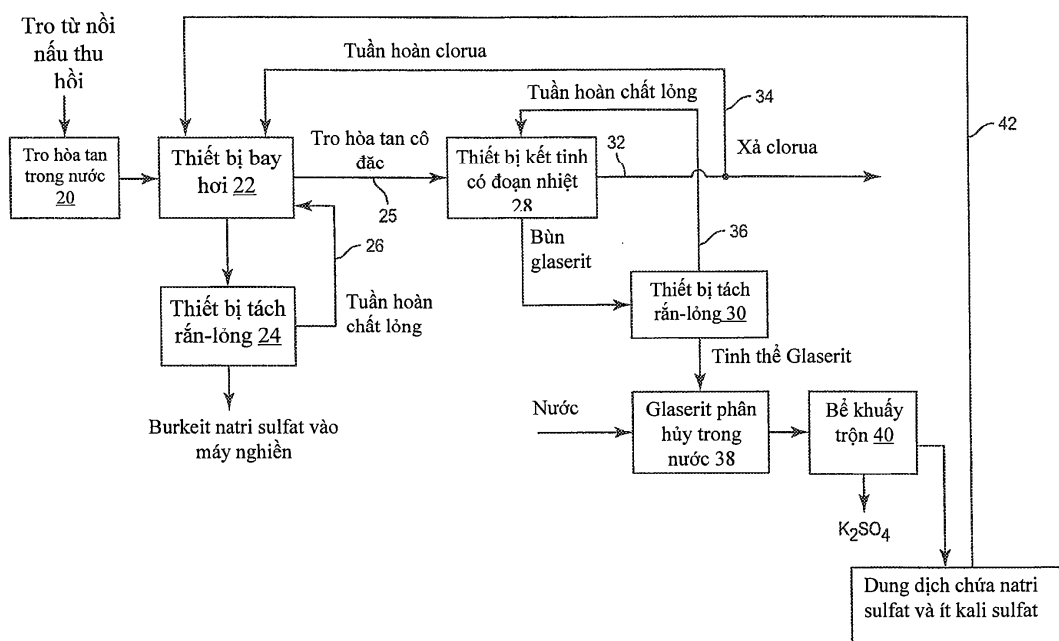 Tro từ nồi
nấu thu
hồi
Tuần hoàn clorua
Tuần hoàn chất lỏng
34
42
Tro hòa tan
trong nước
20
Thiết bị bay
hơi 22
Tro hòa tan cô
đặc
25
Thiết bị kết tinh
có đoạn nhiệt
28
32
Xả clorua
26
Bùn
glaserit
36
Thiết bị tách
rắn-lỏng 24
Tuần hoàn
chất lỏng
Thiết bị tách
rắn-lỏng 30
Tinh thể Glaserit
Burkeit natri sulfat vào
máy nghiền
Nước
Glaserit phân
hủy trong
nước 38
Bể khuấy
trộn 40
K₂SO₄
Dung dịch chứa natri
sulfat và ít kali sulfat